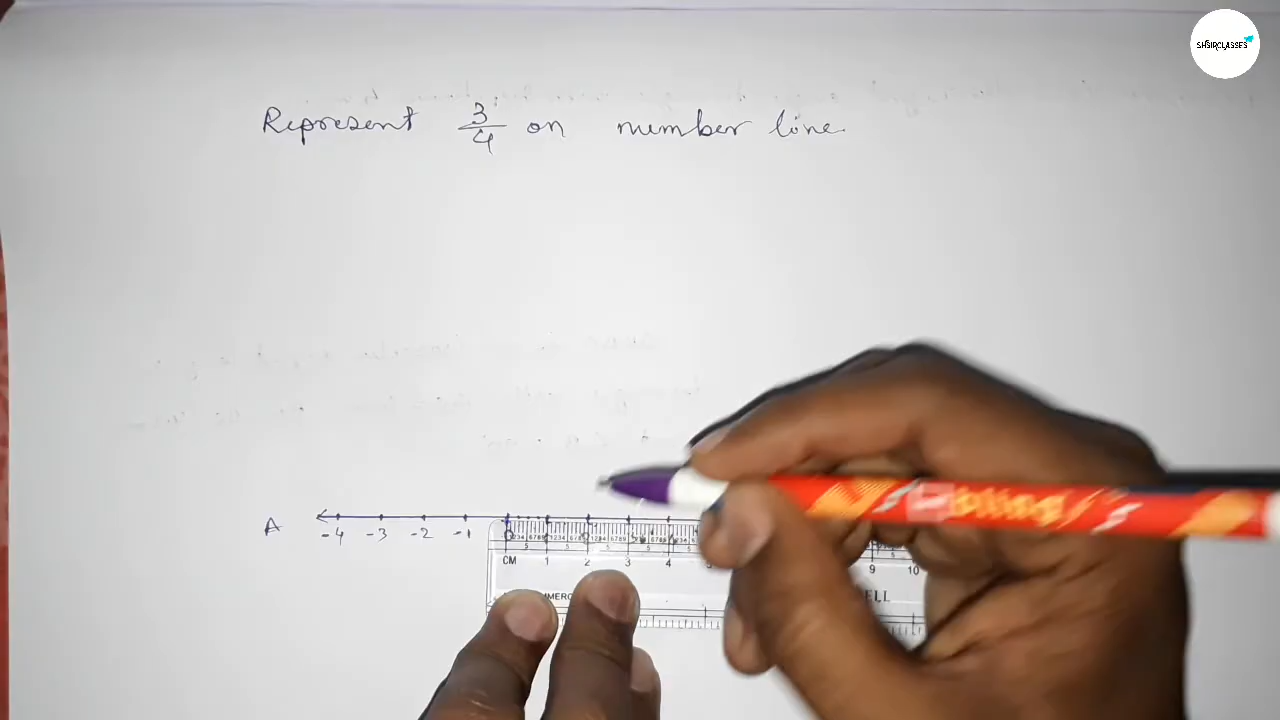 SHSIRCLASSES
Represent 3/4 on number line.
A -4 -3 -2 -1 0
CM 1 2 3 4 9 10